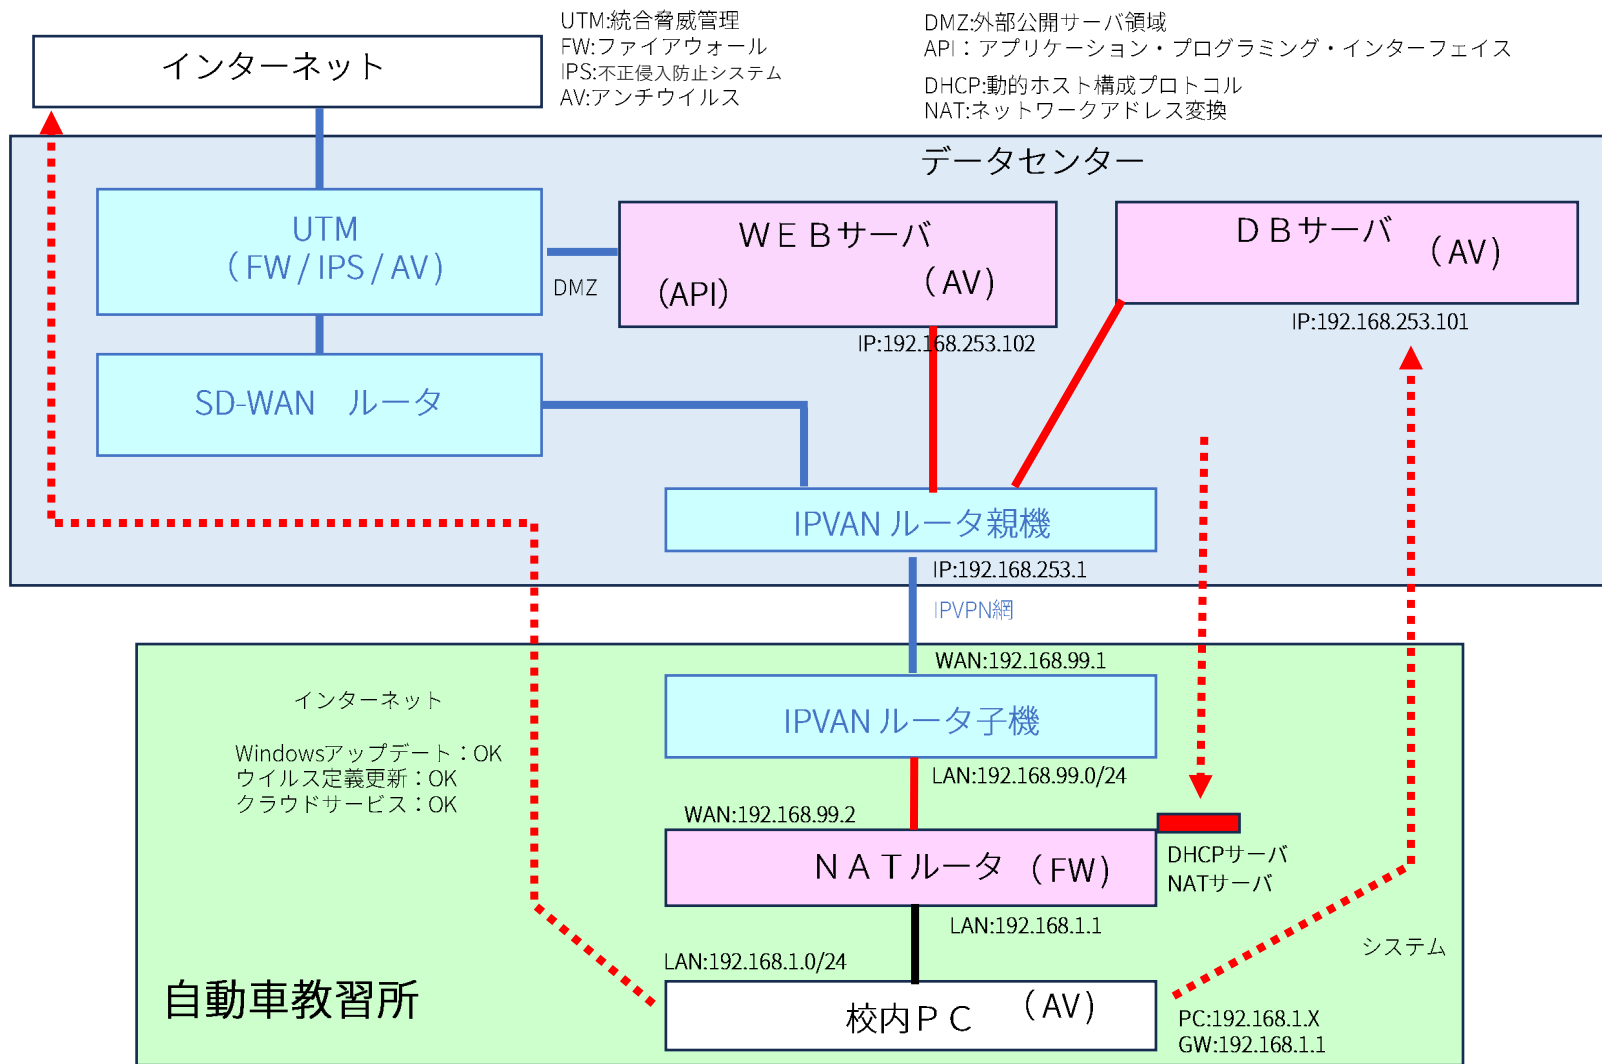 UTM:統合脅威管理
FW:ファイアウォール
IPS:不正侵入防止システム
AV:アンチウイルス
DMZ:外部公開サーバ領域
API：アプリケーション・プログラミング・インターフェイス
DHCP:動的ホスト構成プロトコル
NAT:ネットワークアドレス変換
インターネット
データセンター
UTM
（FW/IPS/AV）
DMZ
ＷＥＢサーバ
（API）
（AV）
IP:192.168.253.102
ＤＢサーバ
（AV）
IP:192.168.253.101
SD-WAN　ルータ
IPVAN ルータ親機
IP:192.168.253.1
IPVPN網
WAN:192.168.99.1
IPVAN ルータ子機
LAN:192.168.99.0/24
インターネット
Windowsアップデート：OK
ウイルス定義更新：OK
クラウドサービス：OK
WAN:192.168.99.2
ＮＡＴルータ（FW）
DHCPサーバ
NATサーバ
LAN:192.168.1.1
LAN:192.168.1.0/24
システム
自動車教習所
校内ＰＣ
（AV）
PC:192.168.1.X
GW:192.168.1.1